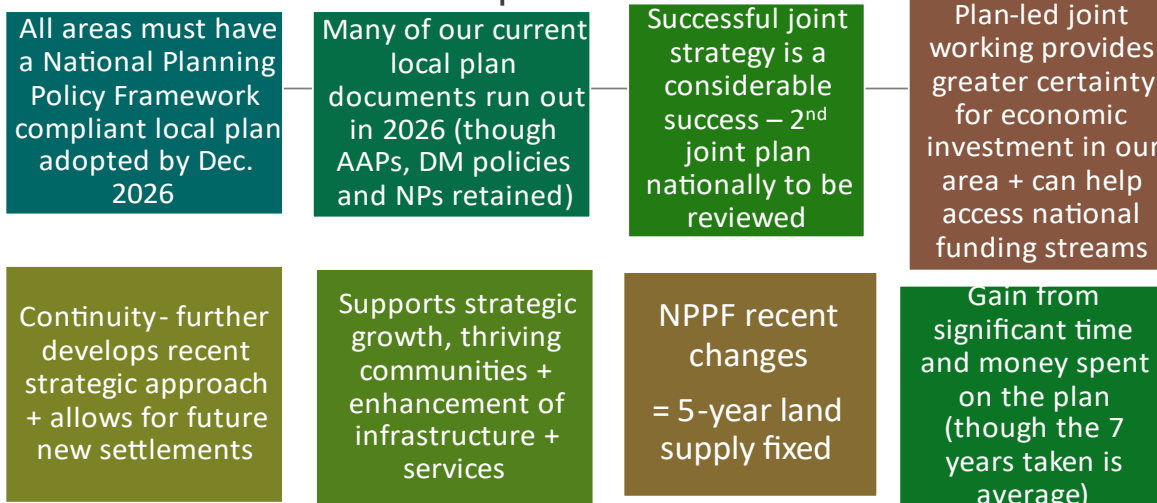 All areas must have
a National Planning
Policy Framework
compliant local plan
adopted by Dec.
2026
Many of our current
local plan
documents run out
in 2026 (though
AAPs, DM policies
and NPs retained)
Successful joint
strategy is a
considerable
success – 2nd
joint plan
nationally to be
reviewed
Plan-led joint
working provides
greater certainty
for economic
investment in our
area + can help
access national
funding streams
Continuity- further
develops recent
strategic approach
+ allows for future
new settlements
Supports strategic
growth, thriving
communities +
enhancement of
infrastructure +
services
NPPF recent
changes
= 5-year land
supply fixed
Gain from
significant time
and money spent
on the plan
(though the 7
years taken is
average)